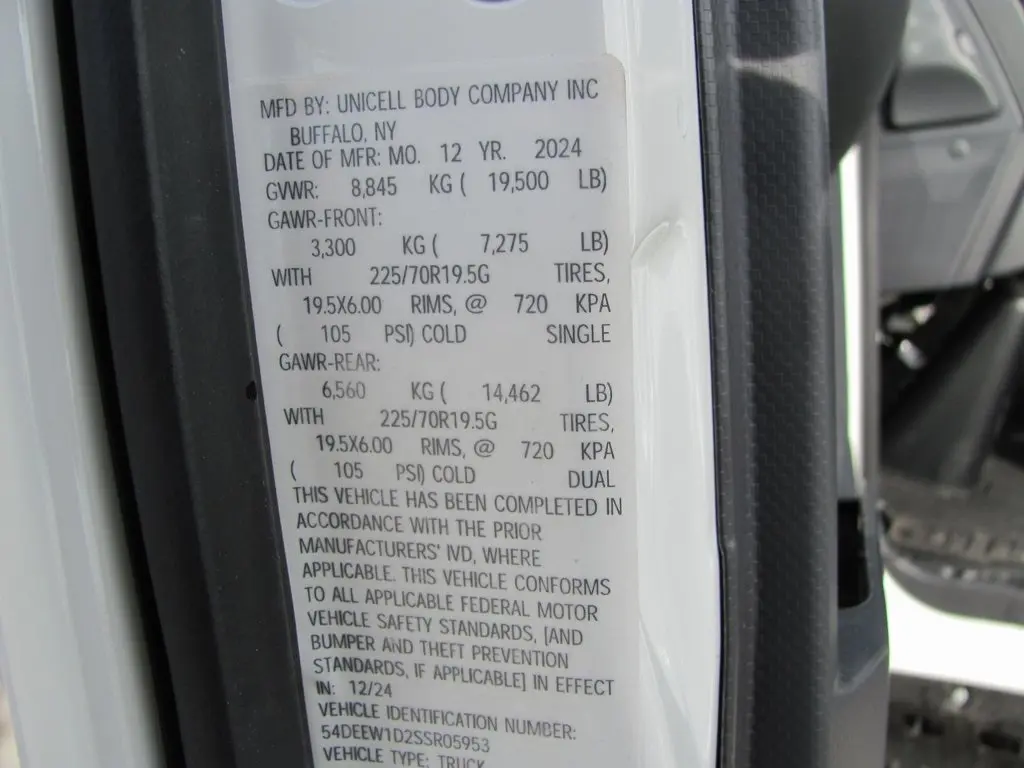 MFD BY: UNICELL BODY COMPANY INC
BUFFALO, NY
DATE OF MFR: MO. 12 YR. 2024
GVWR: 8,845 KG ( 19,500 LB)
GAWR-FRONT:
3,300 KG ( 7,275 LB)
WITH 225/70R19.5G TIRES,
19.5X6.00 RIMS, @ 720 KPA
( 105 PSI) COLD SINGLE
GAWR-REAR:
6,560 KG ( 14,462 LB)
WITH 225/70R19.5G TIRES,
19.5X6.00 RIMS, @ 720 KPA
( 105 PSI) COLD DUAL
THIS VEHICLE HAS BEEN COMPLETED IN
ACCORDANCE WITH THE PRIOR
MANUFACTURERS' IVD, WHERE
APPLICABLE. THIS VEHICLE CONFORMS
TO ALL APPLICABLE FEDERAL MOTOR
VEHICLE SAFETY STANDARDS, [AND
BUMPER AND THEFT PREVENTION
STANDARDS, IF APPLICABLE] IN EFFECT
IN: 12/24
VEHICLE IDENTIFICATION NUMBER:
54DEEW1D2SSR05953
VEHICLE TYPE: TRUCK